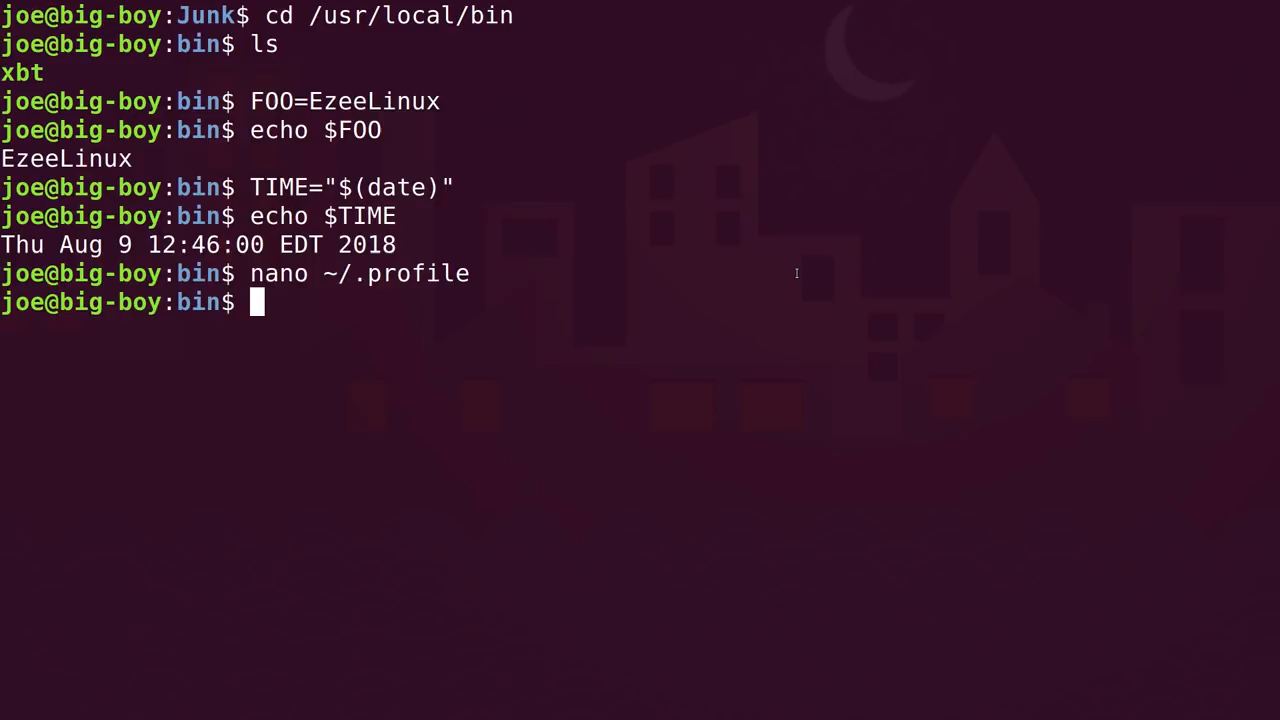 joe@big-boy:Junk$ cd /usr/local/bin
joe@big-boy:bin$ ls
xbt
joe@big-boy:bin$ FOO=EzeeLinux
joe@big-boy:bin$ echo $FOO
EzeeLinux
joe@big-boy:bin$ TIME="$(date)"
joe@big-boy:bin$ echo $TIME
Thu Aug 9 12:46:00 EDT 2018
joe@big-boy:bin$ nano ~/.profile
joe@big-boy:bin$